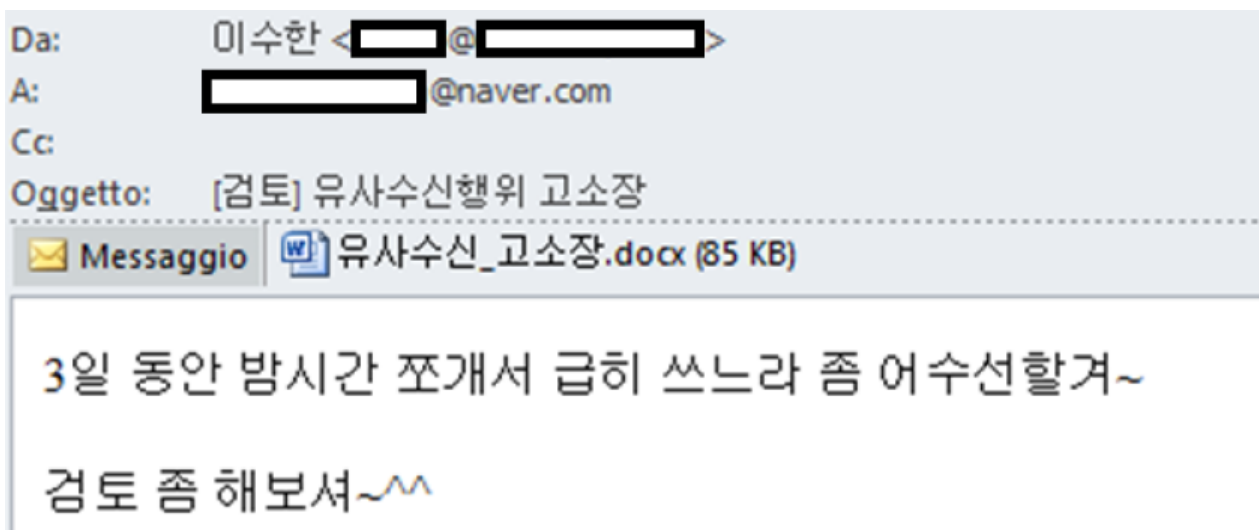 Da: 이수한 < @ >
A: @naver.com
Cc:
Oggetto: [검토] 유사수신행위 고소장
Messaggio 유사수신_고소장.docx (85 KB)
3일 동안 밤시간 쪼개서 급히 쓰느라 좀 어수선할겨~
검토 좀 해보셔~^^